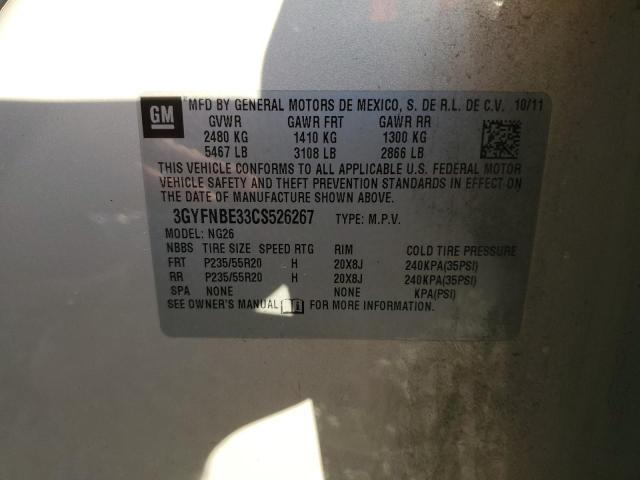 GM
MFD BY GENERAL MOTORS DE MEXICO, S. DE R.L. DE C.V. 10/11
GVWR GAWR FRT GAWR RR
2480 KG 1410 KG 1300 KG
5467 LB 3108 LB 2866 LB
THIS VEHICLE CONFORMS TO ALL APPLICABLE U.S. FEDERAL MOTOR
VEHICLE SAFETY AND THEFT PREVENTION STANDARDS IN EFFECT ON
THE DATE OF MANUFACTURE SHOWN ABOVE.
3GYFNBE33CS526267 TYPE: M.P.V.
MODEL: NG26
NBBS TIRE SIZE SPEED RTG RIM COLD TIRE PRESSURE
FRT P235/55R20 H 20X8J 240KPA(35PSI)
RR P235/55R20 H 20X8J 240KPA(35PSI)
SPA NONE NONE KPA(PSI)
SEE OWNER'S MANUAL FOR MORE INFORMATION.